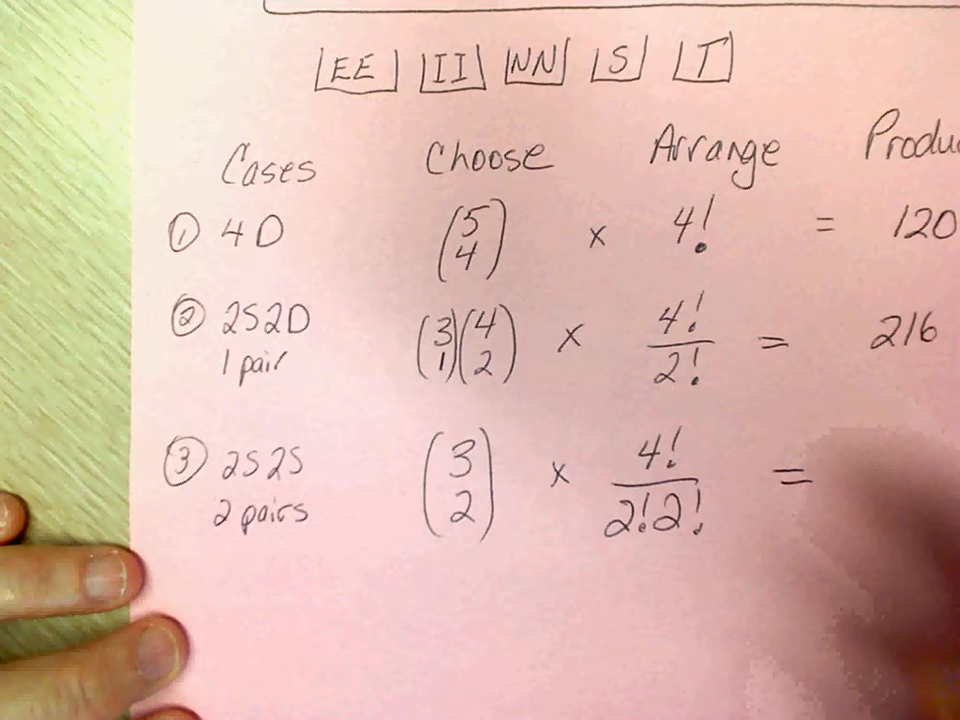 EE II NN S T
Cases Choose Arrange Produ
① 4D (5 4) × 4! = 120
② 2S2D (3 1)(4 2) × 4!/2! = 216
1 pair
③ 2S2S (3 2) × 4!/2!2! =
2 pairs